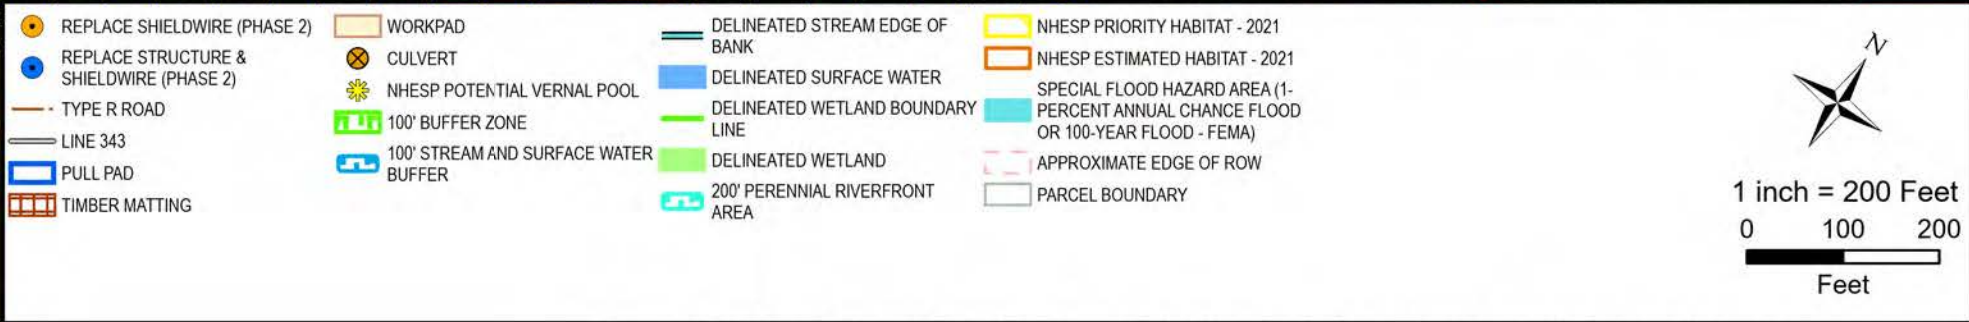 REPLACE SHIELDWIRE (PHASE 2)
REPLACE STRUCTURE &
SHIELDWIRE (PHASE 2)
TYPE R ROAD
LINE 343
PULL PAD
TIMBER MATTING
WORKPAD
CULVERT
NHESP POTENTIAL VERNAL POOL
100' BUFFER ZONE
100' STREAM AND SURFACE WATER
BUFFER
DELINEATED STREAM EDGE OF
BANK
DELINEATED SURFACE WATER
DELINEATED WETLAND BOUNDARY
LINE
DELINEATED WETLAND
200' PERENNIAL RIVERFRONT
AREA
NHESP PRIORITY HABITAT - 2021
NHESP ESTIMATED HABITAT - 2021
SPECIAL FLOOD HAZARD AREA (1-
PERCENT ANNUAL CHANCE FLOOD
OR 100-YEAR FLOOD - FEMA)
APPROXIMATE EDGE OF ROW
PARCEL BOUNDARY
N
1 inch = 200 Feet
0 100 200
Feet